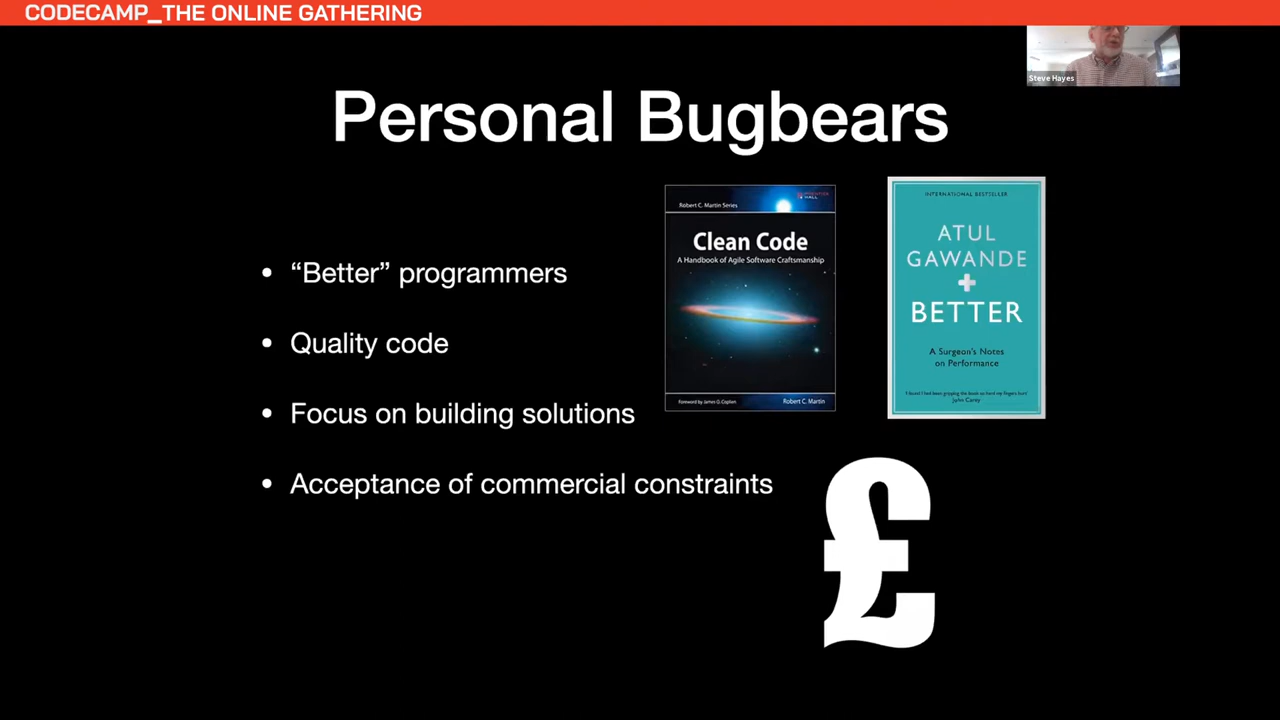 CODECAMP_THE ONLINE GATHERING
Steve Hayes
Personal Bugbears
Robert C. Martin Series
PRENTICE
HALL
Clean Code
A Handbook of Agile Software Craftsmanship
Foreword by James O. Coplien
Robert C. Martin
INTERNATIONAL BESTSELLER
ATUL
GAWANDE
+
BETTER
A Surgeon's Notes
on Performance
John Carey
• “Better” programmers
• Quality code
• Focus on building solutions
• Acceptance of commercial constraints
£